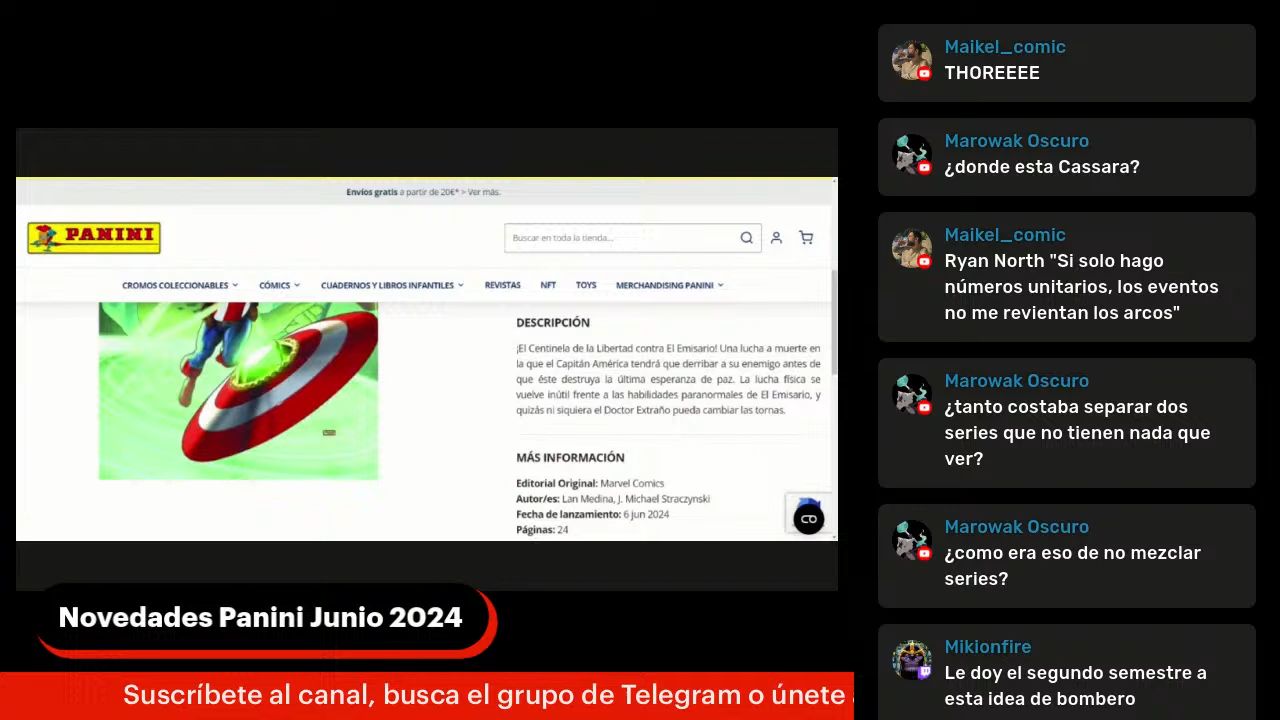 Envíos gratis a partir de 20€* > Ver más.
PANINI
Buscar en toda la tienda...
CROMOS COLECCIONABLES
CÓMICS
CUADERNOS Y LIBROS INFANTILES
REVISTAS
NFT
TOYS
MERCHANDISING PANINI
DESCRIPCIÓN
¡El Centinela de la Libertad contra El Emisario! Una lucha a muerte en
la que el Capitán América tendrá que derribar a su enemigo antes de
que éste destruya la última esperanza de paz. La lucha física se
vuelve inútil frente a las habilidades paranormales de El Emisario, y
quizás ni siquiera el Doctor Extraño pueda cambiar las tornas.
MÁS INFORMACIÓN
Editorial Original: Marvel Comics
Autor/es: Lan Medina, J. Michael Straczynski
Fecha de lanzamiento: 6 jun 2024
Páginas: 24
Novedades Panini Junio 2024
Suscríbete al canal, busca el grupo de Telegram o únete
Maikel_comic
THOREEEE
Marowak Oscuro
¿donde esta Cassara?
Maikel_comic
Ryan North "Si solo hago
números unitarios, los eventos
no me revientan los arcos"
Marowak Oscuro
¿tanto costaba separar dos
series que no tienen nada que
ver?
Marowak Oscuro
¿como era eso de no mezclar
series?
Mikionfire
Le doy el segundo semestre a
esta idea de bombero